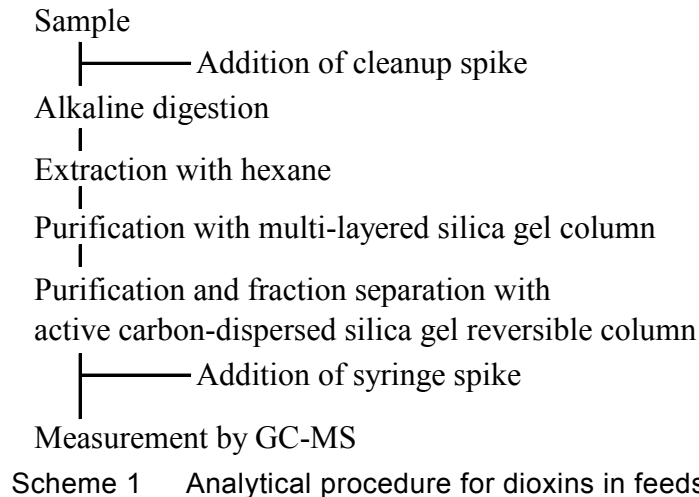 Sample
Addition of cleanup spike
Alkaline digestion
Extraction with hexane
Purification with multi-layered silica gel column
Purification and fraction separation with
active carbon-dispersed silica gel reversible column
Addition of syringe spike
Measurement by GC-MS
Scheme 1 Analytical procedure for dioxins in feeds